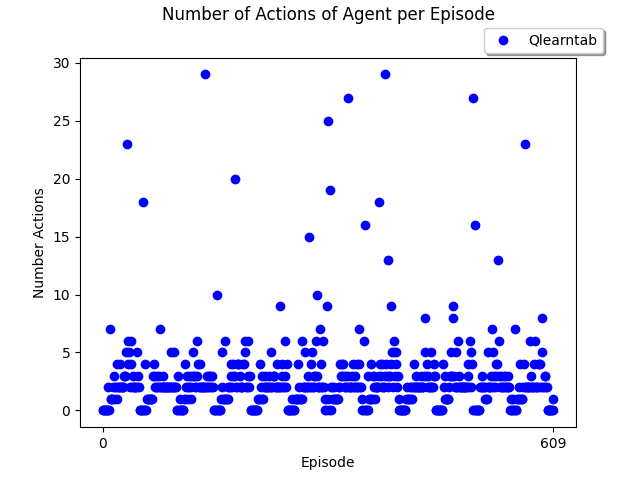 Number of Actions of Agent per Episode
Qlearntab
30
25
20
15
10
5
0
Number Actions
0 609
Episode